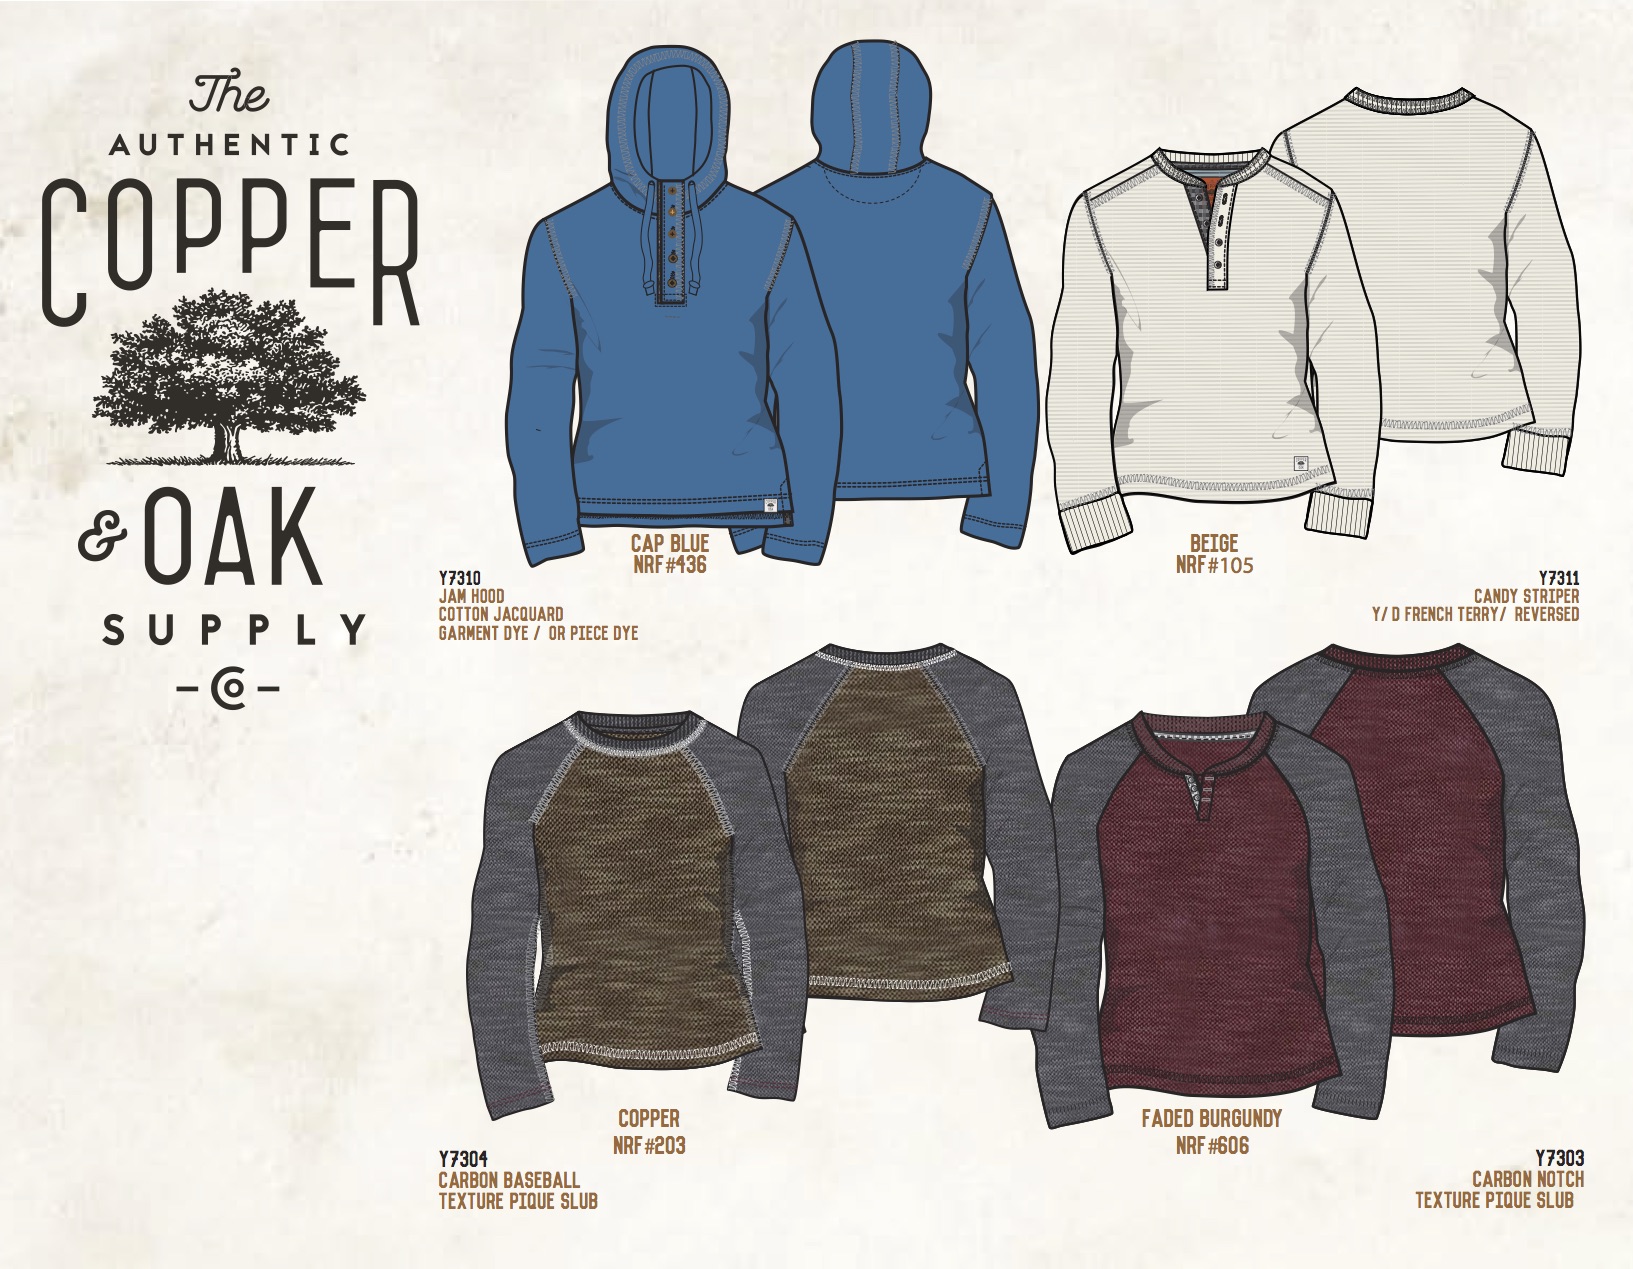 The
AUTHENTIC
COPPER
& OAK
SUPPLY
- CO -
CAP BLUE
NRF#436
Y7310
JAM HOOD
COTTON JACQUARD
GARMENT DYE / OR PIECE DYE
BEIGE
NRF#105
Y7311
CANDY STRIPER
Y/ D FRENCH TERRY/ REVERSED
COPPER
NRF#203
Y7304
CARBON BASEBALL
TEXTURE PIQUE SLUB
FADED BURGUNDY
NRF#606
Y7303
CARBON NOTCH
TEXTURE PIQUE SLUB